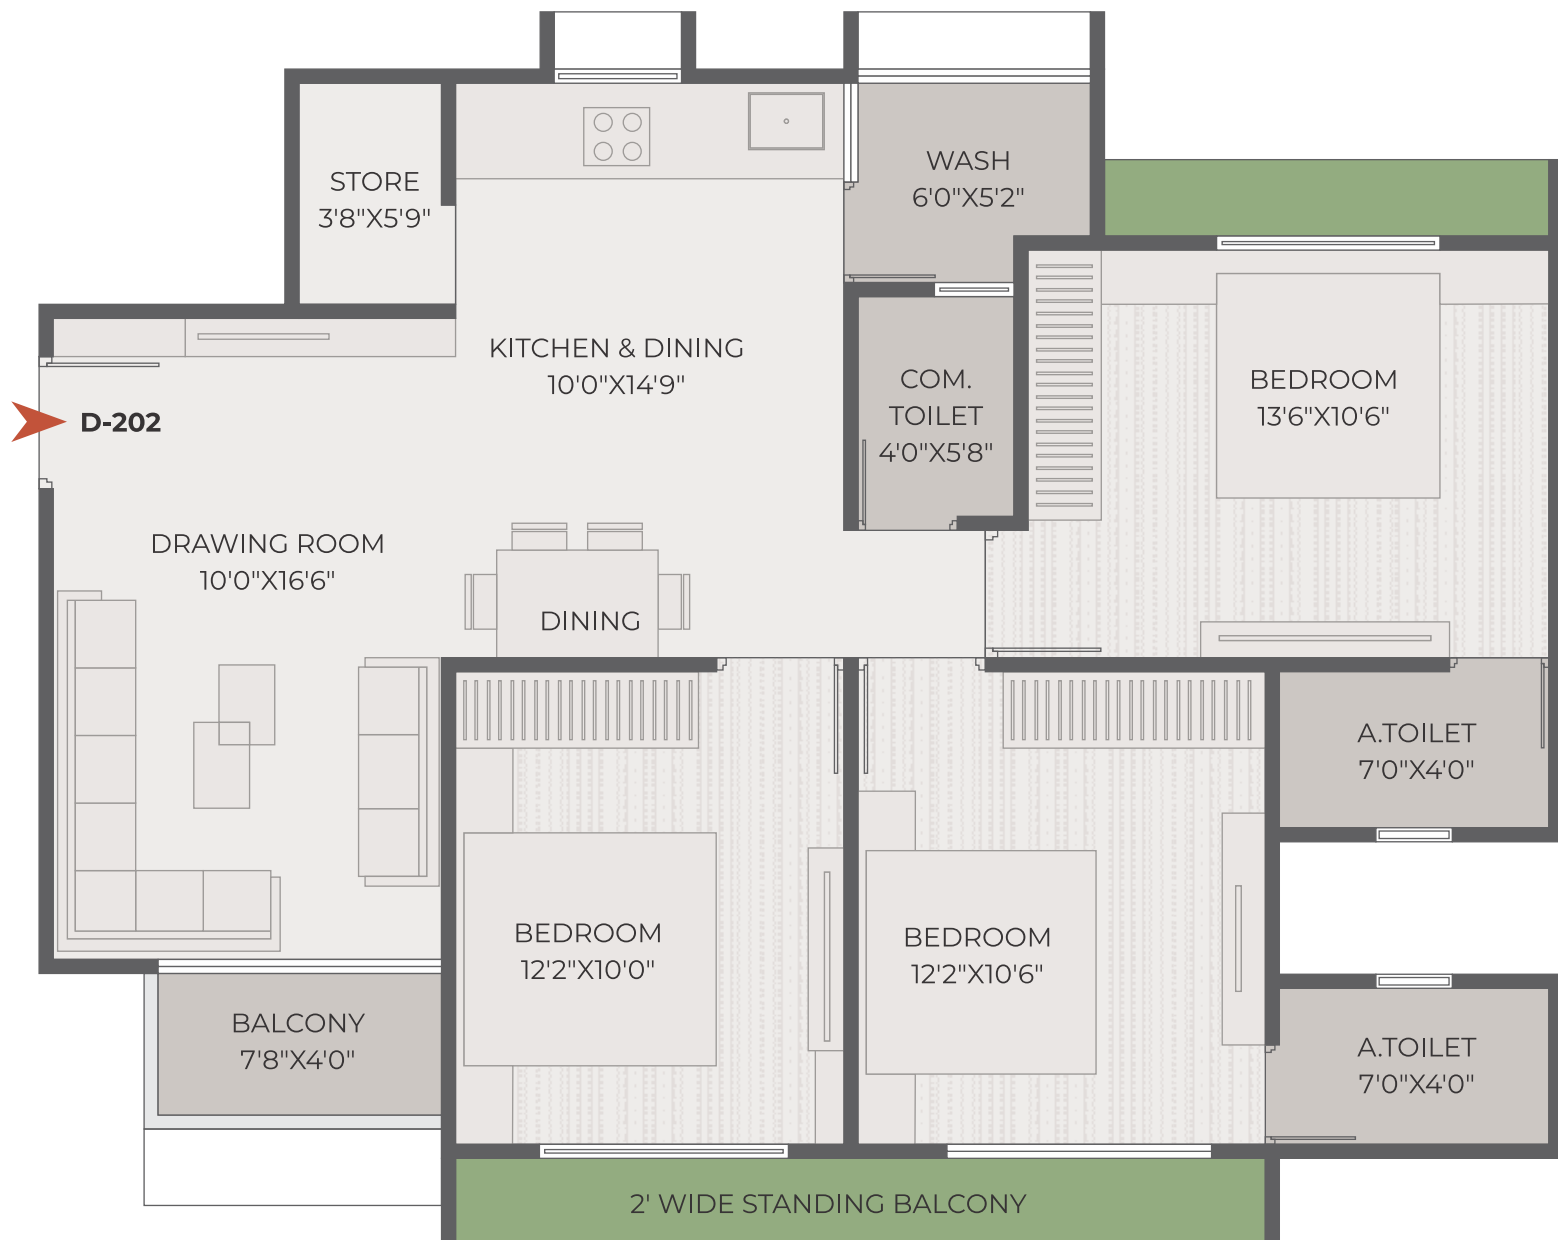 STORE
3'8"X5'9"
WASH
6'0"X5'2"
KITCHEN & DINING
10'0"X14'9"
COM.
TOILET
4'0"X5'8"
BEDROOM
13'6"X10'6"
D-202
DRAWING ROOM
10'0"X16'6"
DINING
A.TOILET
7'0"X4'0"
BEDROOM
12'2"X10'0"
BEDROOM
12'2"X10'6"
BALCONY
7'8"X4'0"
A.TOILET
7'0"X4'0"
2' WIDE STANDING BALCONY